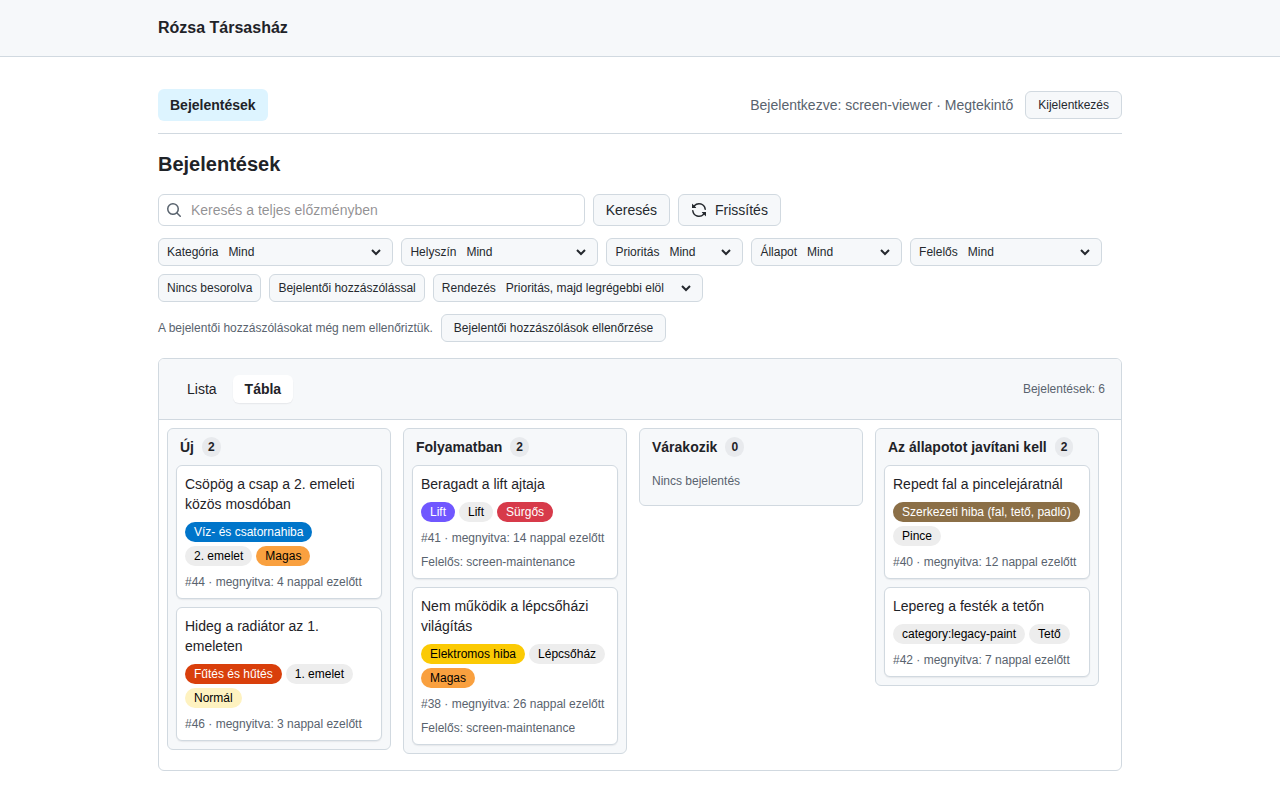 Rózsa Társasház
Bejelentések
Bejelentkezve: screen-viewer · Megtekintő
Kijelentkezés
Bejelentések
Keresés a teljes előzményben
Keresés
Frissítés
Kategória Mind
Helyszín Mind
Prioritás Mind
Állapot Mind
Felelős Mind
Nincs besorolva
Bejelentői hozzászólással
Rendezés Prioritás, majd legrégebbi elöl
A bejelentői hozzászólásokat még nem ellenőriztük.
Bejelentői hozzászólások ellenőrzése
Lista
Tábla
Bejelentések: 6
Új 2
Csöpög a csap a 2. emeleti
közös mosdóban
Víz- és csatornahiba
2. emelet Magas
#44 · megnyitva: 4 nappal ezelőtt
Hideg a radiátor az 1.
emeleten
Fűtés és hűtés 1. emelet
Normál
#46 · megnyitva: 3 nappal ezelőtt
Folyamatban 2
Beragadt a lift ajtaja
Lift Lift Sürgős
#41 · megnyitva: 14 nappal ezelőtt
Felelős: screen-maintenance
Nem működik a lépcsőházi
világítás
Elektromos hiba Lépcsőház
Magas
#38 · megnyitva: 26 nappal ezelőtt
Felelős: screen-maintenance
Várakozik 0
Nincs bejelentés
Az állapotot javítani kell 2
Repedt fal a pincelejáratnál
Szerkezeti hiba (fal, tető, padló)
Pince
#40 · megnyitva: 12 nappal ezelőtt
Lepereg a festék a tetőn
category:legacy-paint Tető
#42 · megnyitva: 7 nappal ezelőtt